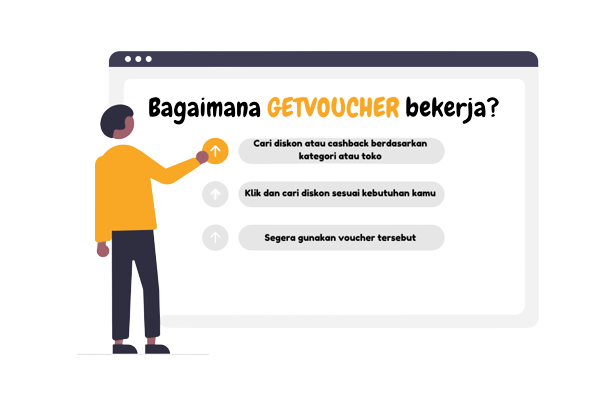 Bagaimana GETVOUCHER bekerja?
Cari diskon atau cashback berdasarkan
kategori atau toko
Klik dan cari diskon sesuai kebutuhan kamu
Segera gunakan voucher tersebut